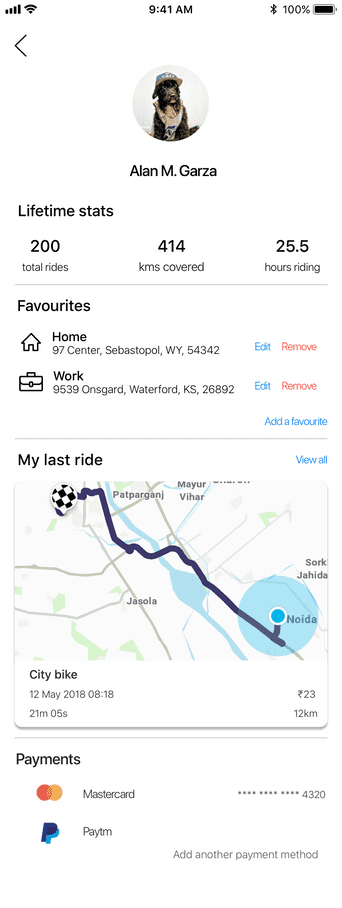 9:41 AM
100%
Alan M. Garza
Lifetime stats
200 414 25.5
total rides kms covered hours riding
Favourites
Home
97 Center, Sebastopol, WY, 54342
Edit Remove
Work
9539 Onsgard, Waterford, KS, 26892
Edit Remove
Add a favourite
My last ride View all
Patparganj
Mayur
Vihar
Sork
Jahida
Jasola
Noida
City bike
12 May 2018 08:18 ₹23
21m 05s 12km
Payments
Mastercard **** **** **** 4320
Paytm
Add another payment method